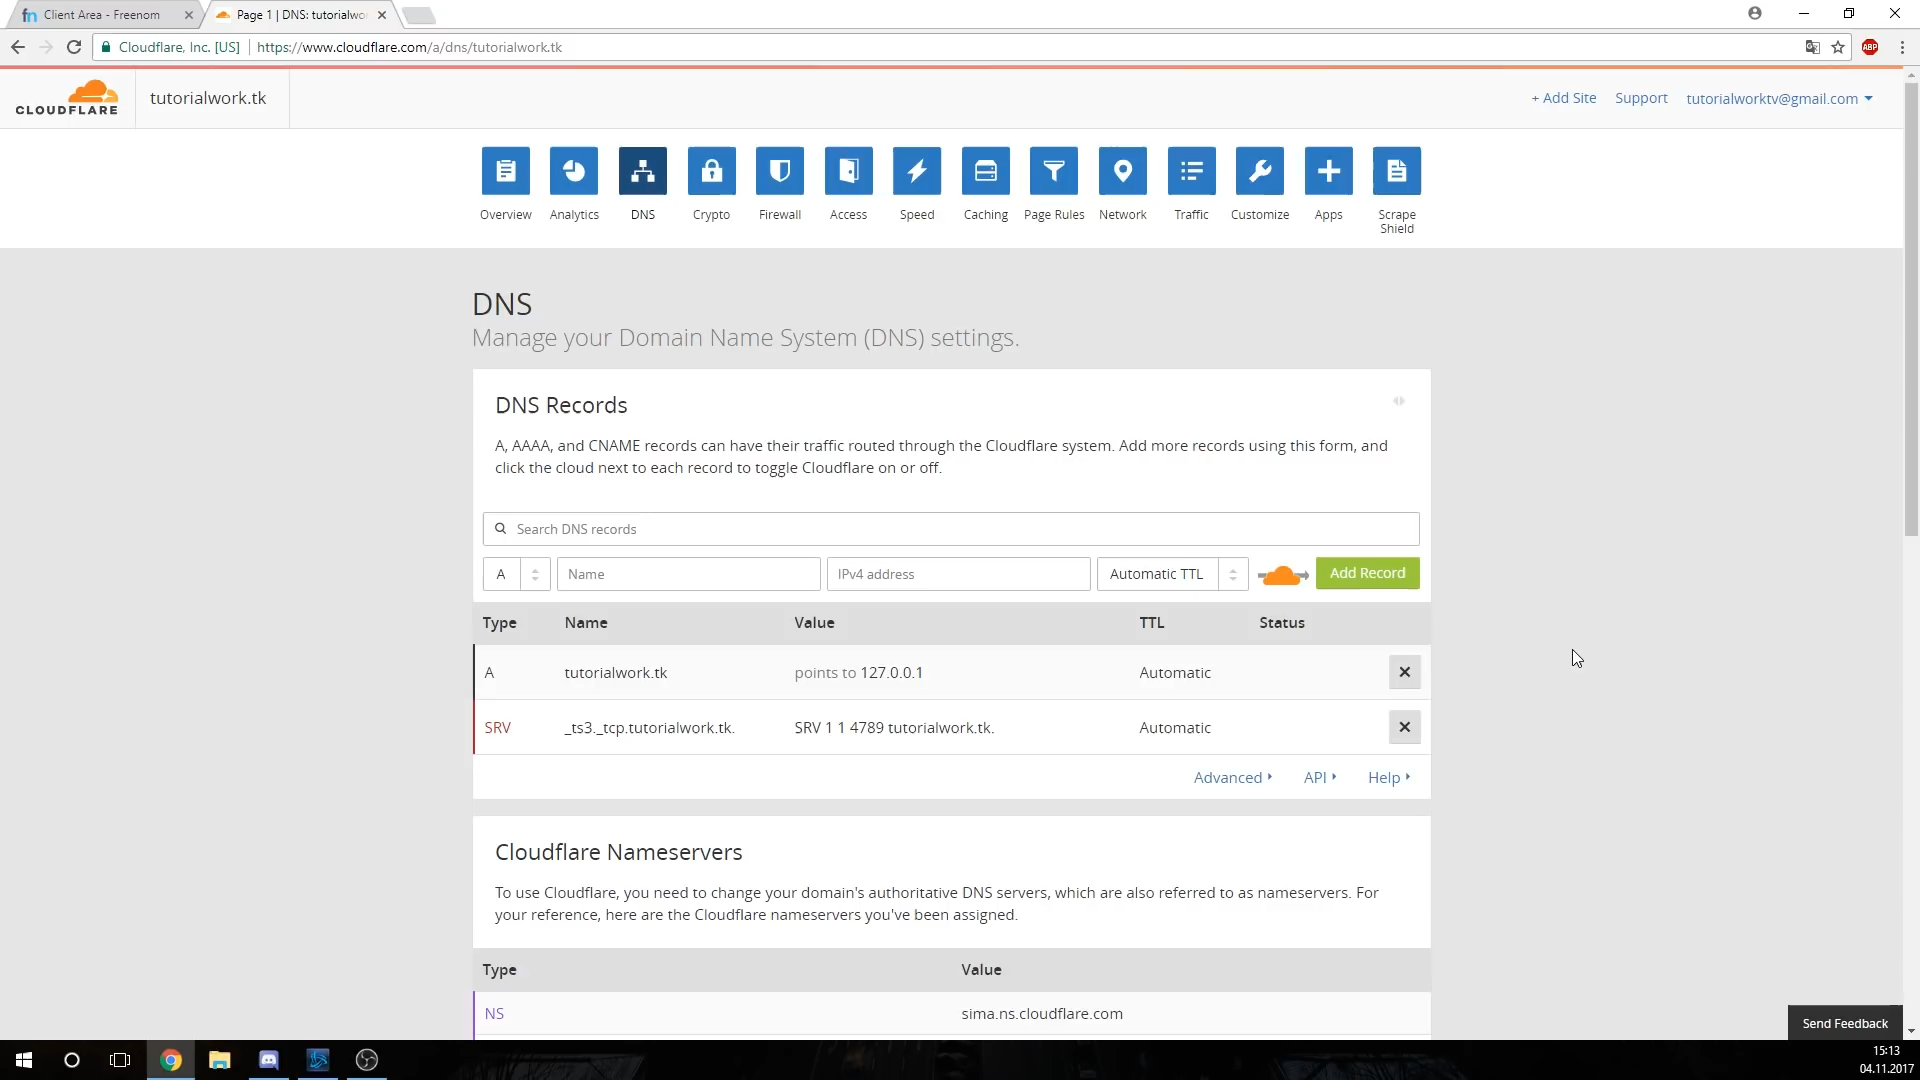 fn Client Area - Freenom
Page 1 | DNS: tutorialwo
Cloudflare, Inc. [US]
https://www.cloudflare.com/a/dns/tutorialwork.tk
ABP
CLOUDFLARE
tutorialwork.tk
+ Add Site
Support
tutorialworktv@gmail.com
Overview
Analytics
DNS
Crypto
Firewall
Access
Speed
Caching
Page Rules
Network
Traffic
Customize
Apps
Scrape
Shield
DNS
Manage your Domain Name System (DNS) settings.
DNS Records
A, AAAA, and CNAME records can have their traffic routed through the Cloudflare system. Add more records using this form, and
click the cloud next to each record to toggle Cloudflare on or off.
Search DNS records
A
Name
IPv4 address
Automatic TTL
Add Record
Type
Name
Value
TTL
Status
A
tutorialwork.tk
points to 127.0.0.1
Automatic
SRV
_ts3._tcp.tutorialwork.tk.
SRV 1 1 4789 tutorialwork.tk.
Automatic
Advanced
API
Help
Cloudflare Nameservers
To use Cloudflare, you need to change your domain's authoritative DNS servers, which are also referred to as nameservers. For
your reference, here are the Cloudflare nameservers you've been assigned.
Type
Value
NS
sima.ns.cloudflare.com
Send Feedback
15:13
04.11.2017